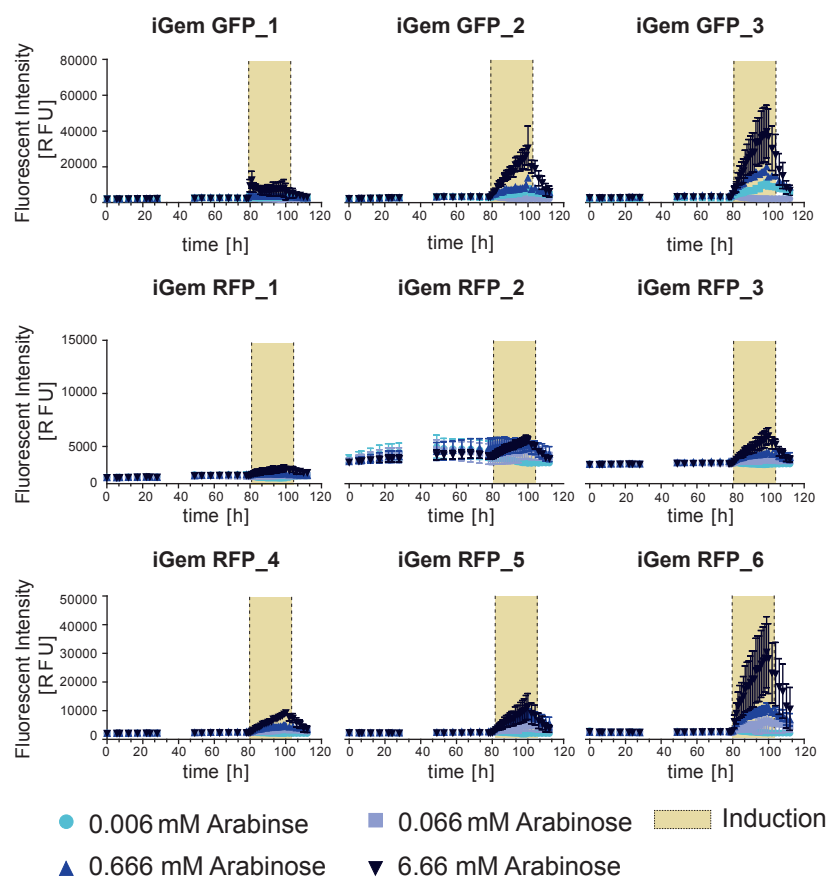 iGem GFP_1 iGem GFP_2 iGem GFP_3
Fluorescent Intensity
[RFU]
80000
60000
40000
20000
0
0 20 40 60 80 100 120 0 20 40 60 80 100 120 0 20 40 60 80 100 120
time [h] time [h] time [h]
iGem RFP_1 iGem RFP_2 iGem RFP_3
Fluorescent Intensity
[RFU]
15000
10000
5000
0
0 20 40 60 80 100 120 0 20 40 60 80 100 120 0 20 40 60 80 100 120
time [h] time [h] time [h]
iGem RFP_4 iGem RFP_5 iGem RFP_6
Fluorescent Intensity
[RFU]
50000
40000
30000
20000
10000
0
0 20 40 60 80 100 120 0 20 40 60 80 100 120 0 20 40 60 80 100 120
time [h] time [h] time [h]
0.006 mM Arabinse 0.066 mM Arabinose Induction
0.666 mM Arabinose 6.66 mM Arabinose